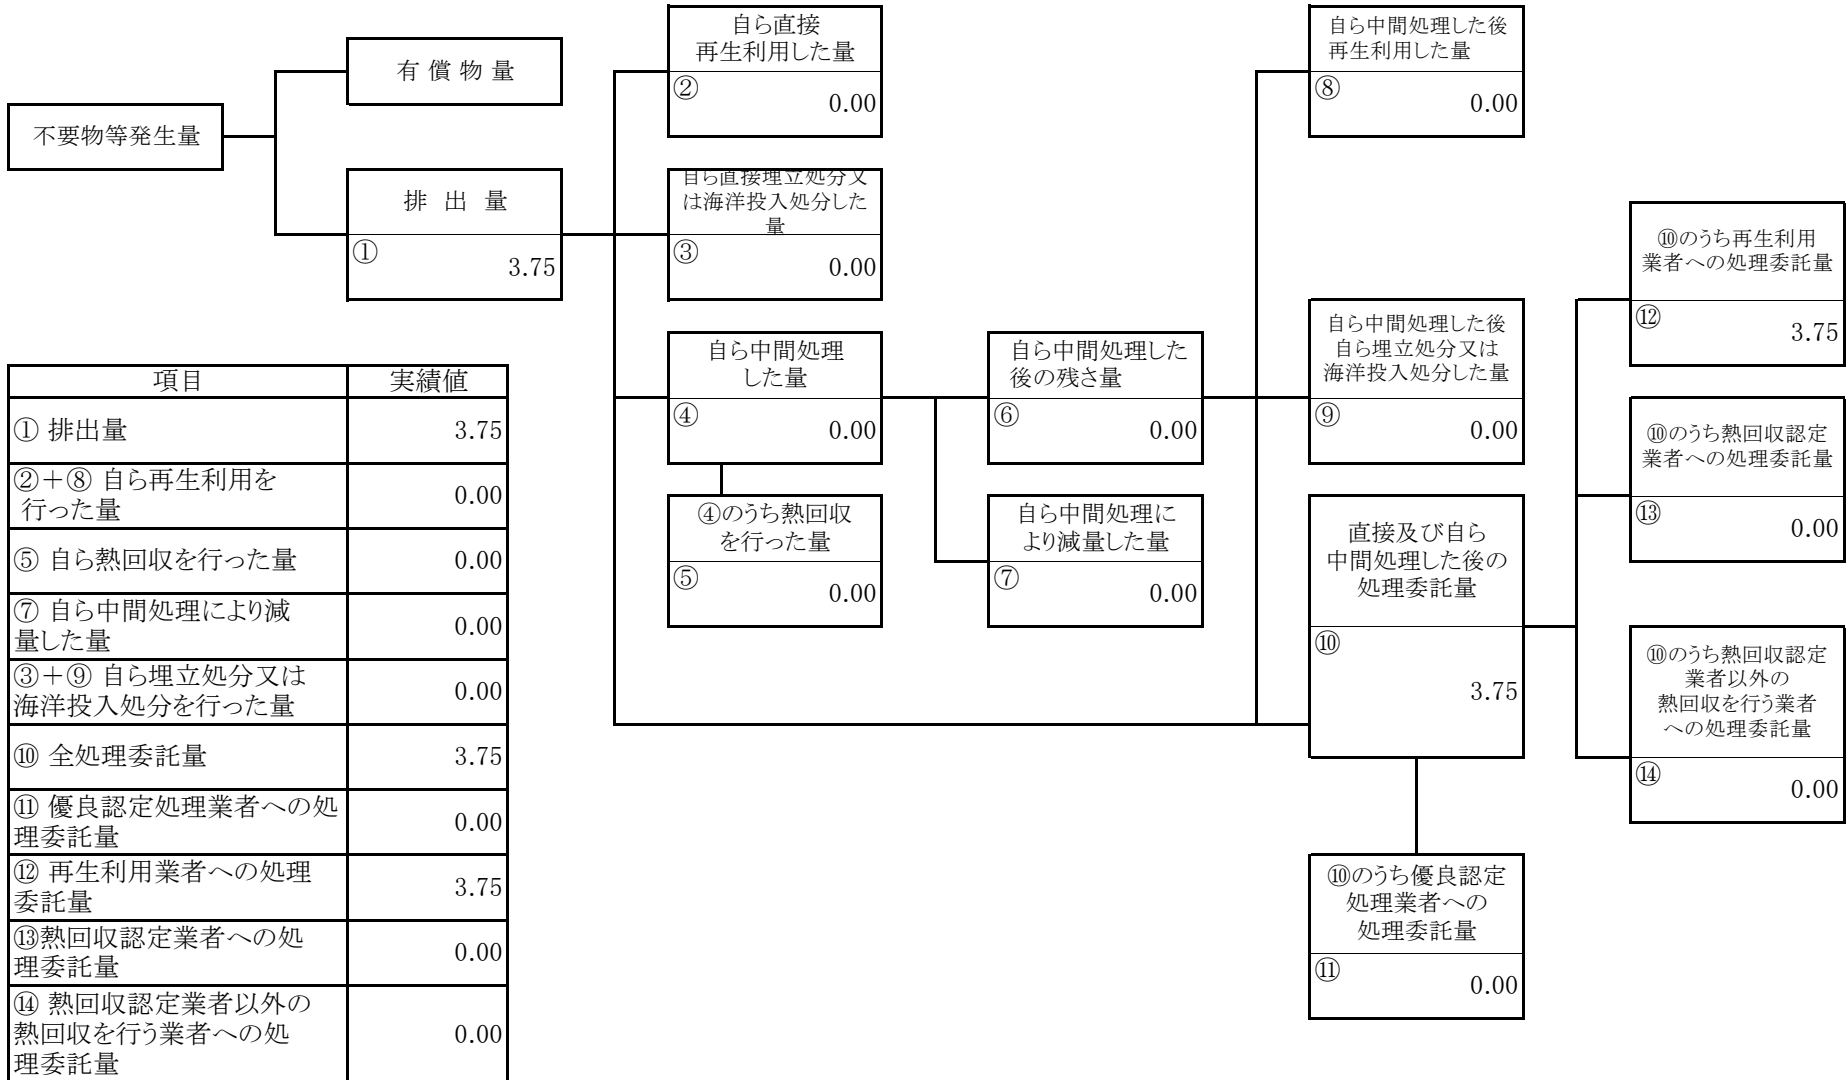 自ら直接
再生利用した量
②
0.00
自ら中間処理した後
再生利用した量
⑧
0.00
有 償 物 量
不要物等発生量
排 出 量
①
3.75
自ら直接埋立処分又
は海洋投入処分した
量
③
0.00
⑩のうち再生利用
業者への処理委託量
⑫
3.75
自ら中間処理
した量
④
0.00
自ら中間処理した
後の残さ量
⑥
0.00
自ら中間処理した後
自ら埋立処分又は
海洋投入処分した量
⑨
0.00
⑩のうち熱回収認定
業者への処理委託量
⑬
0.00
④のうち熱回収
を行った量
⑤
0.00
自ら中間処理に
より減量した量
⑦
0.00
直接及び自ら
中間処理した後の
処理委託量
⑩
3.75
⑩のうち熱回収認定
業者以外の
熱回収を行う業者
への処理委託量
⑭
0.00
⑩のうち優良認定
処理業者への
処理委託量
⑪
0.00
項目 実績値
① 排出量 3.75
②＋⑧ 自ら再生利用を
行った量 0.00
⑤ 自ら熱回収を行った量 0.00
⑦ 自ら中間処理により減
量した量 0.00
③＋⑨ 自ら埋立処分又は
海洋投入処分を行った量 0.00
⑩ 全処理委託量 3.75
⑪ 優良認定処理業者への処
理委託量 0.00
⑫ 再生利用業者への処理
委託量 3.75
⑬熱回収認定業者への処
理委託量 0.00
⑭ 熱回収認定業者以外の
熱回収を行う業者への処
理委託量 0.00